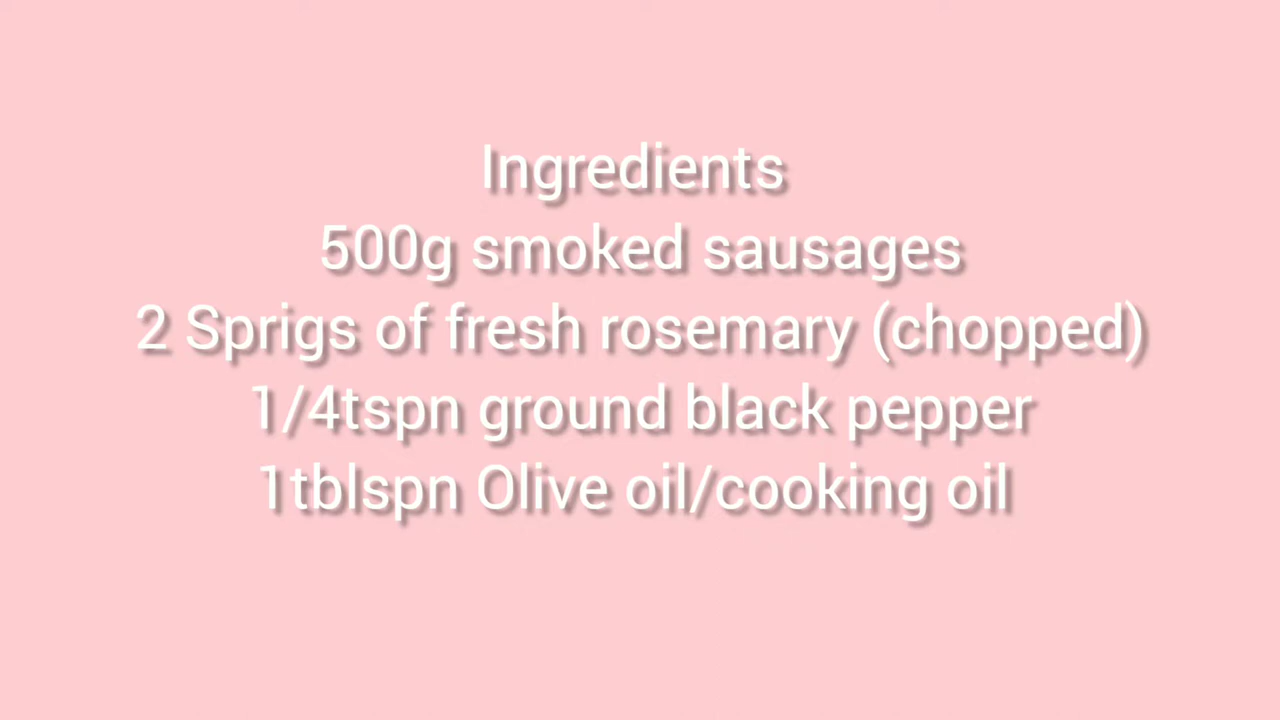 Ingredients
500g smoked sausages
2 Sprigs of fresh rosemary (chopped)
1/4tspn ground black pepper
1tblspn Olive oil/cooking oil